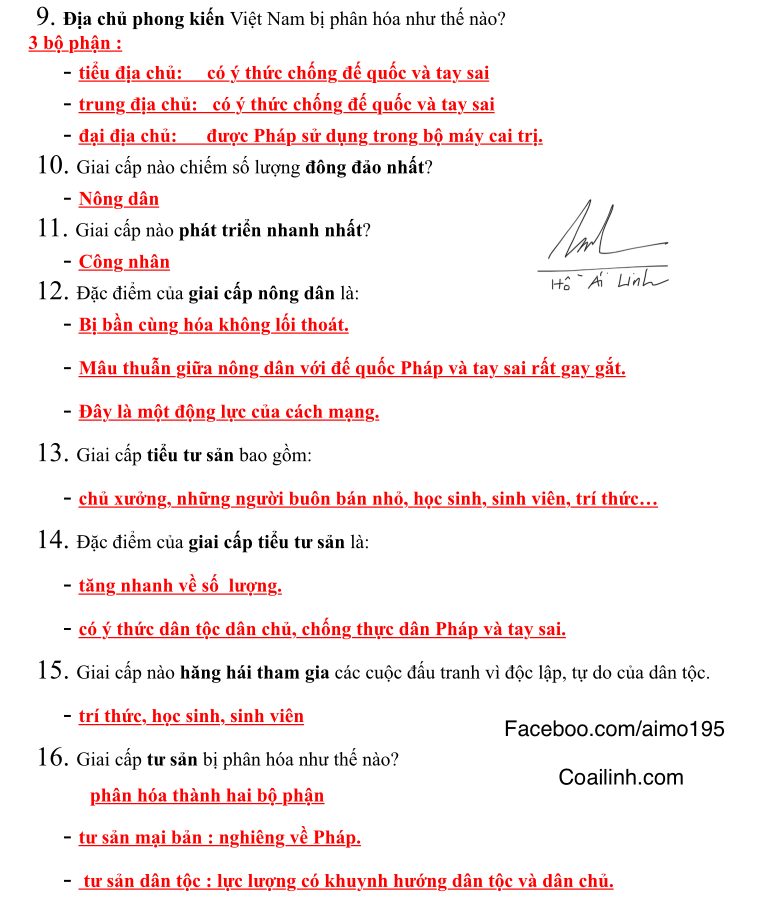 9. Địa chủ phong kiến Việt Nam bị phân hóa như thế nào?
3 bộ phận :
- tiểu địa chủ: có ý thức chống đế quốc và tay sai
- trung địa chủ: có ý thức chống đế quốc và tay sai
- đại địa chủ: được Pháp sử dụng trong bộ máy cai trị.
10. Giai cấp nào chiếm số lượng đông đảo nhất?
- Nông dân
11. Giai cấp nào phát triển nhanh nhất?
- Công nhân
Hồ Ái Linh
12. Đặc điểm của giai cấp nông dân là:
- Bị bần cùng hóa không lối thoát.
- Mâu thuẫn giữa nông dân với đế quốc Pháp và tay sai rất gay gắt.
- Đây là một động lực của cách mạng.
13. Giai cấp tiểu tư sản bao gồm:
- chủ xưởng, những người buôn bán nhỏ, học sinh, sinh viên, trí thức…
14. Đặc điểm của giai cấp tiểu tư sản là:
- tăng nhanh về số lượng.
- có ý thức dân tộc dân chủ, chống thực dân Pháp và tay sai.
15. Giai cấp nào hăng hái tham gia các cuộc đấu tranh vì độc lập, tự do của dân tộc.
- trí thức, học sinh, sinh viên
Faceboo.com/aimo195
16. Giai cấp tư sản bị phân hóa như thế nào?
Coailinh.com
phân hóa thành hai bộ phận
- tư sản mại bản : nghiêng về Pháp.
- tư sản dân tộc : lực lượng có khuynh hướng dân tộc và dân chủ.